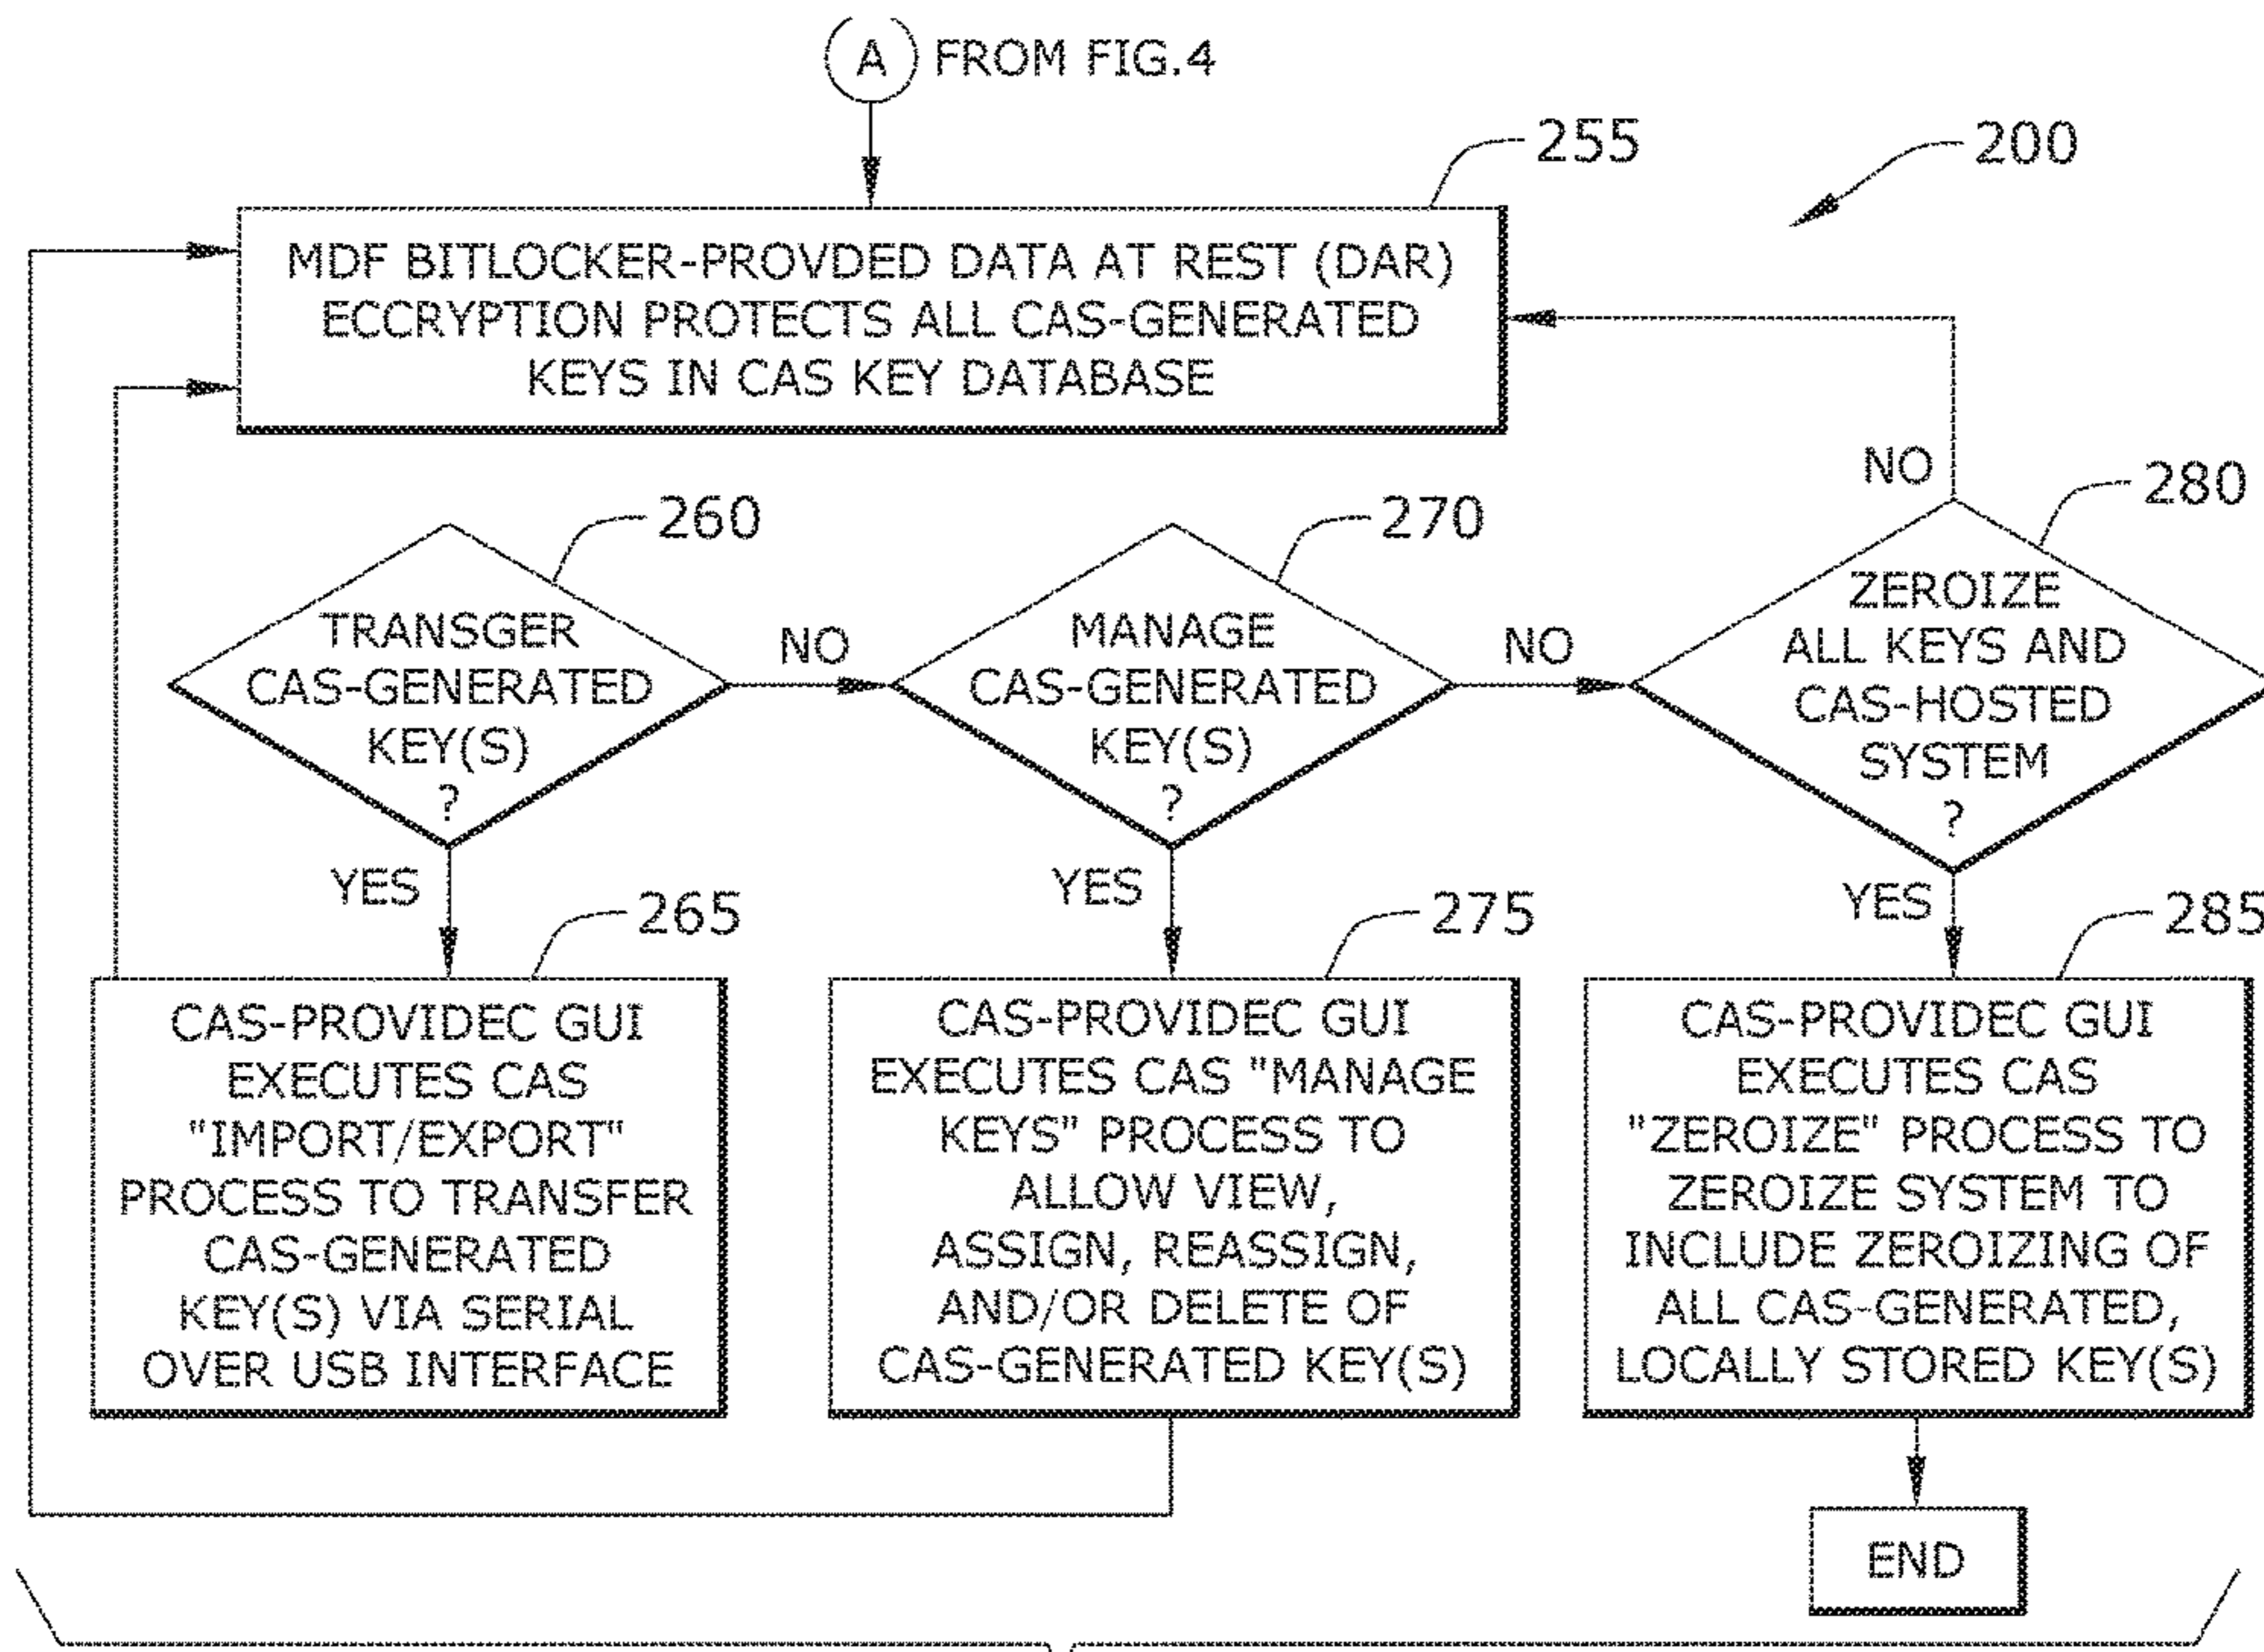 A FROM FIG.4
255
200
MDF BITLOCKER-PROVDED DATA AT REST (DAR)
ECCRYPTION PROTECTS ALL CAS-GENERATED
KEYS IN CAS KEY DATABASE
NO
260
270
280
TRANSGER
CAS-GENERATED
KEY(S)
?
NO
MANAGE
CAS-GENERATED
KEY(S)
?
NO
ZEROIZE
ALL KEYS AND
CAS-HOSTED
SYSTEM
?
YES
265
YES
275
YES
285
CAS-PROVIDEC GUI
EXECUTES CAS
"IMPORT/EXPORT"
PROCESS TO TRANSFER
CAS-GENERATED
KEY(S) VIA SERIAL
OVER USB INTERFACE
CAS-PROVIDEC GUI
EXECUTES CAS "MANAGE
KEYS" PROCESS TO
ALLOW VIEW,
ASSIGN, REASSIGN,
AND/OR DELETE OF
CAS-GENERATED KEY(S)
CAS-PROVIDEC GUI
EXECUTES CAS
"ZEROIZE" PROCESS TO
ZEROIZE SYSTEM TO
INCLUDE ZEROIZING OF
ALL CAS-GENERATED,
LOCALLY STORED KEY(S)
END